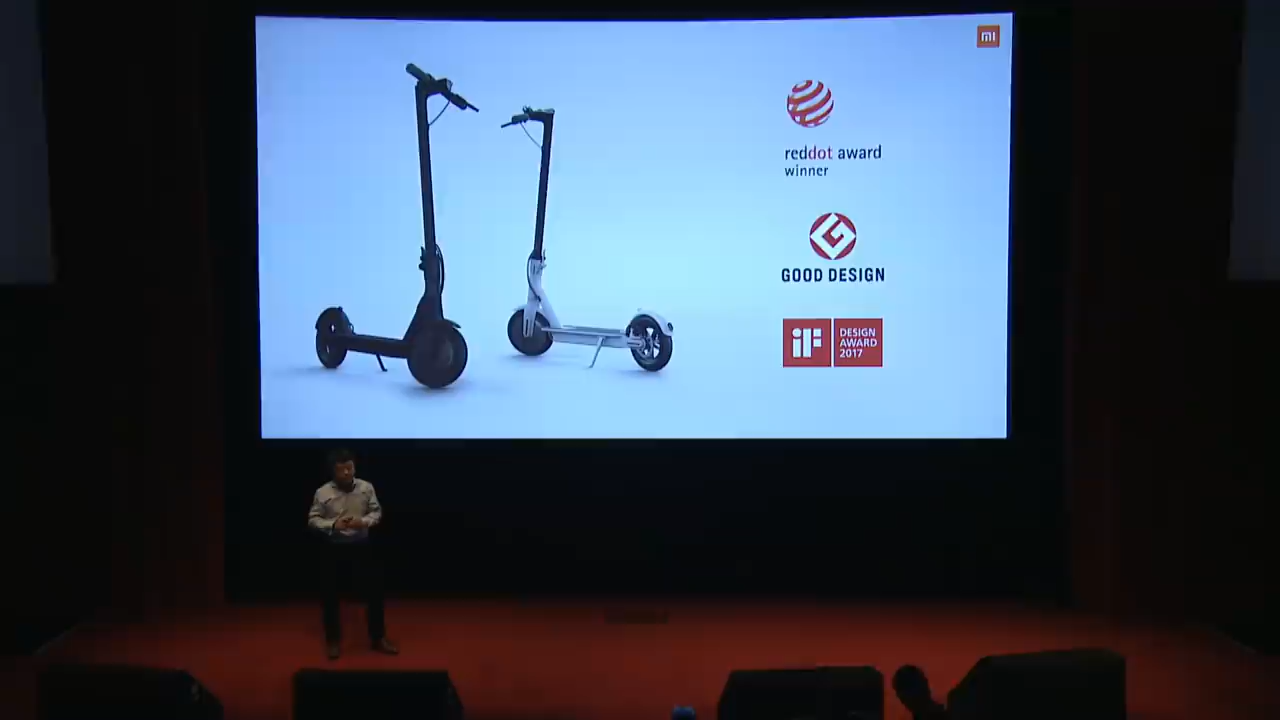 mi
reddot award
winner
GOOD DESIGN
iF
DESIGN
AWARD
2017